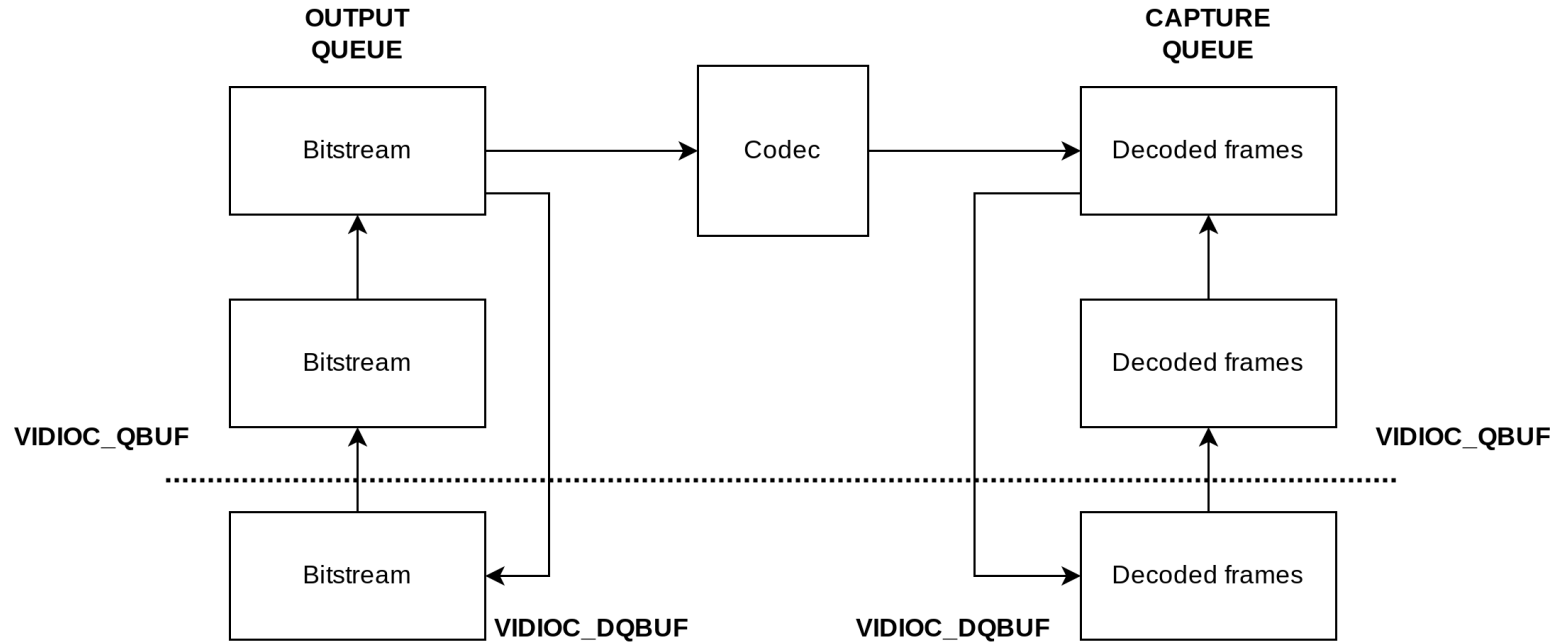 OUTPUT
QUEUE
CAPTURE
QUEUE
Bitstream
Codec
Decoded frames
Bitstream
Decoded frames
VIDIOC_QBUF
VIDIOC_QBUF
Bitstream
Decoded frames
VIDIOC_DQBUF
VIDIOC_DQBUF